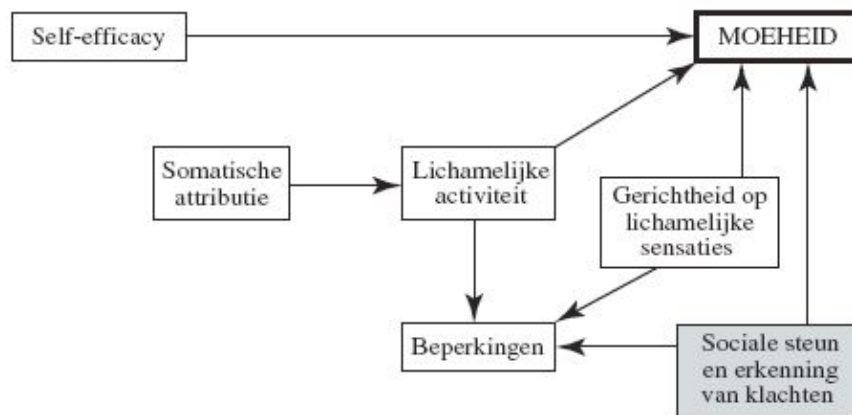 Self-efficacy
MOEHEID
Somatische
attributie
Lichamelijke
activiteit
Gerichtheid op
lichamelijke
sensaties
Beperkingen
Sociale steun
en erkenning
van klachten